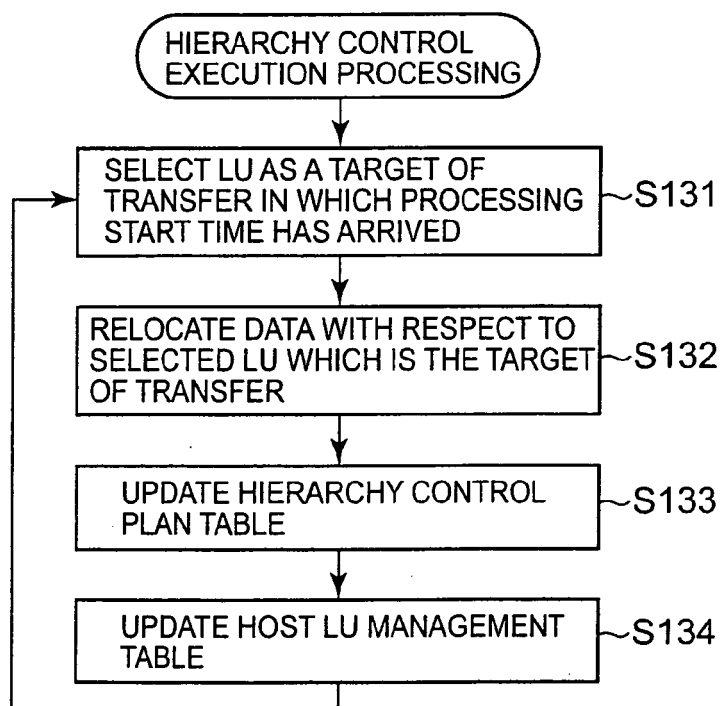 HIERARCHY CONTROL
EXECUTION PROCESSING
SELECT LU AS A TARGET OF
TRANSFER IN WHICH PROCESSING
START TIME HAS ARRIVED
~S131
RELOCATE DATA WITH RESPECT TO
SELECTED LU WHICH IS THE TARGET
OF TRANSFER
~S132
UPDATE HIERARCHY CONTROL
PLAN TABLE
~S133
UPDATE HOST LU MANAGEMENT
TABLE
~S134